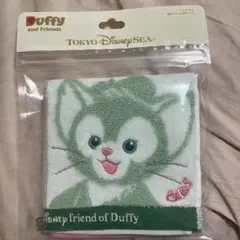 Duffy
and Friends
TOKYO DisneySEA
friend of Duffy